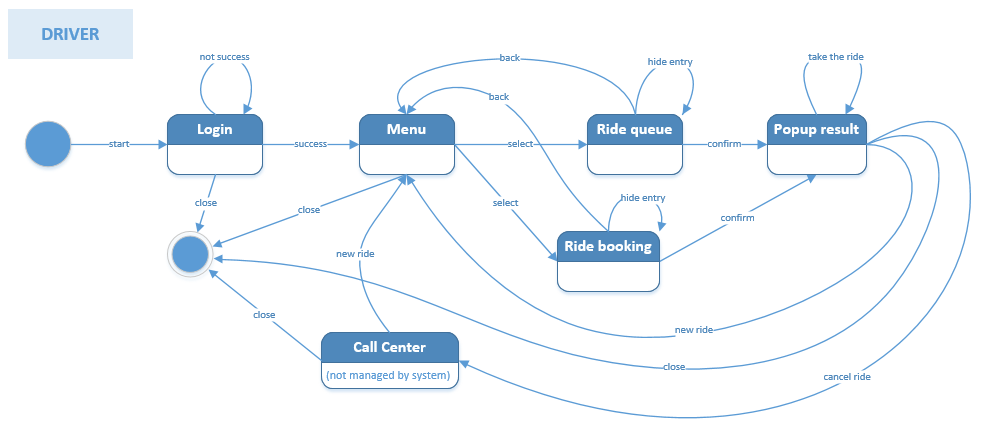 DRIVER
not success
back
hide entry
take the ride
back
Login
Menu
Ride queue
Popup result
start
success
select
confirm
close
close
select
hide entry
confirm
Ride booking
new ride
close
new ride
Call Center
(not managed by system)
close
cancel ride